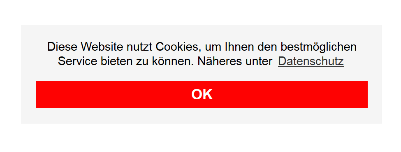 Diese Website nutzt Cookies, um Ihnen den bestmöglichen
Service bieten zu können. Näheres unter Datenschutz
OK